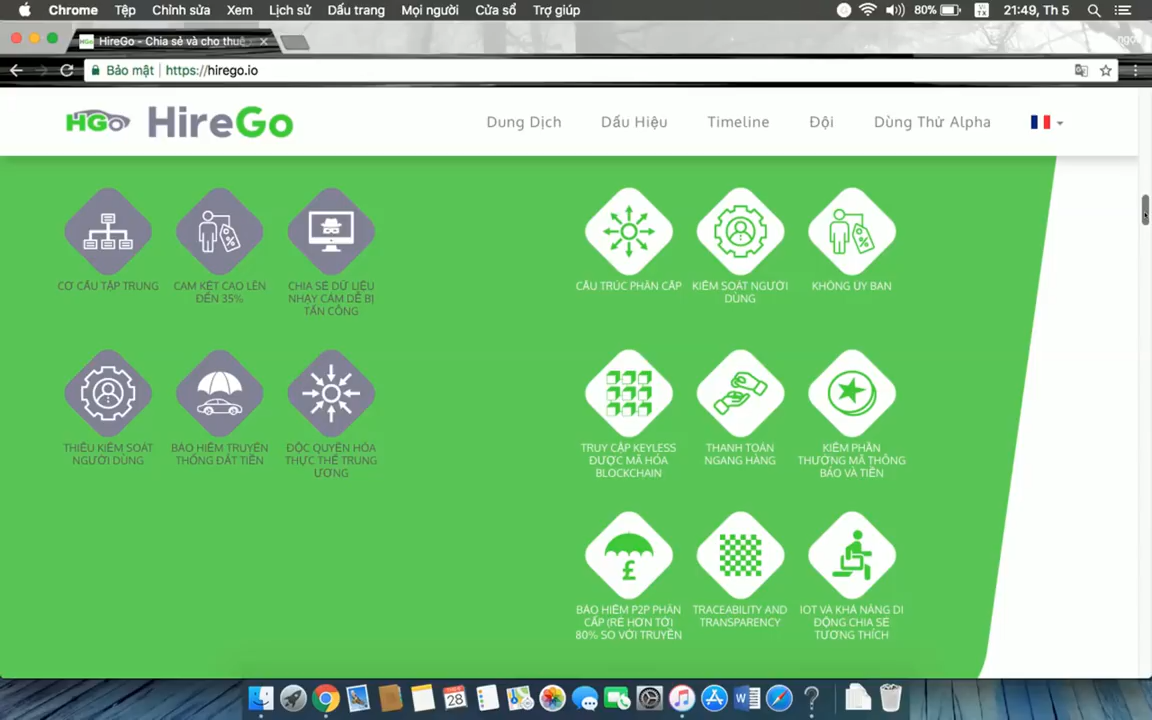 Chrome Tệp Chỉnh sửa Xem Lịch sử Dấu trang Mọi người Cửa sổ Trợ giúp 80% 21:49, Th 5
HireGo - Chia sẻ và cho thuê
Bảo mật https://hirego.io
HGo HireGo Dung Dịch Dấu Hiệu Timeline Đội Dùng Thử Alpha
CƠ CẤU TẬP TRUNG
CAM KẾT CAO LÊN
ĐẾN 35%
CHIA SẺ DỮ LIỆU
NHẠY CẢM DỄ BỊ
TẤN CÔNG
CẤU TRÚC PHÂN CẤP
KIỂM SOÁT NGƯỜI
DÙNG
KHÔNG ỦY BAN
THIẾU KIỂM SOÁT
NGƯỜI DÙNG
BẢO HIỂM TRUYỀN
THỐNG ĐẮT TIỀN
ĐỘC QUYỀN HÓA
THỰC THỂ TRUNG
ƯƠNG
TRUY CẬP KEYLESS
ĐƯỢC MÃ HÓA
BLOCKCHAIN
THANH TOÁN
NGANG HÀNG
KIẾM PHẦN
THƯỞNG MÃ THÔNG
BÁO VÀ TIỀN
£
BẢO HIỂM P2P PHÂN
CẤP (RẺ HƠN TỚI
80% SO VỚI TRUYỀN
TRACEABILITY AND
TRANSPARENCY
IOT VÀ KHẢ NĂNG DI
ĐỘNG CHIA SẺ
TƯƠNG THÍCH
28